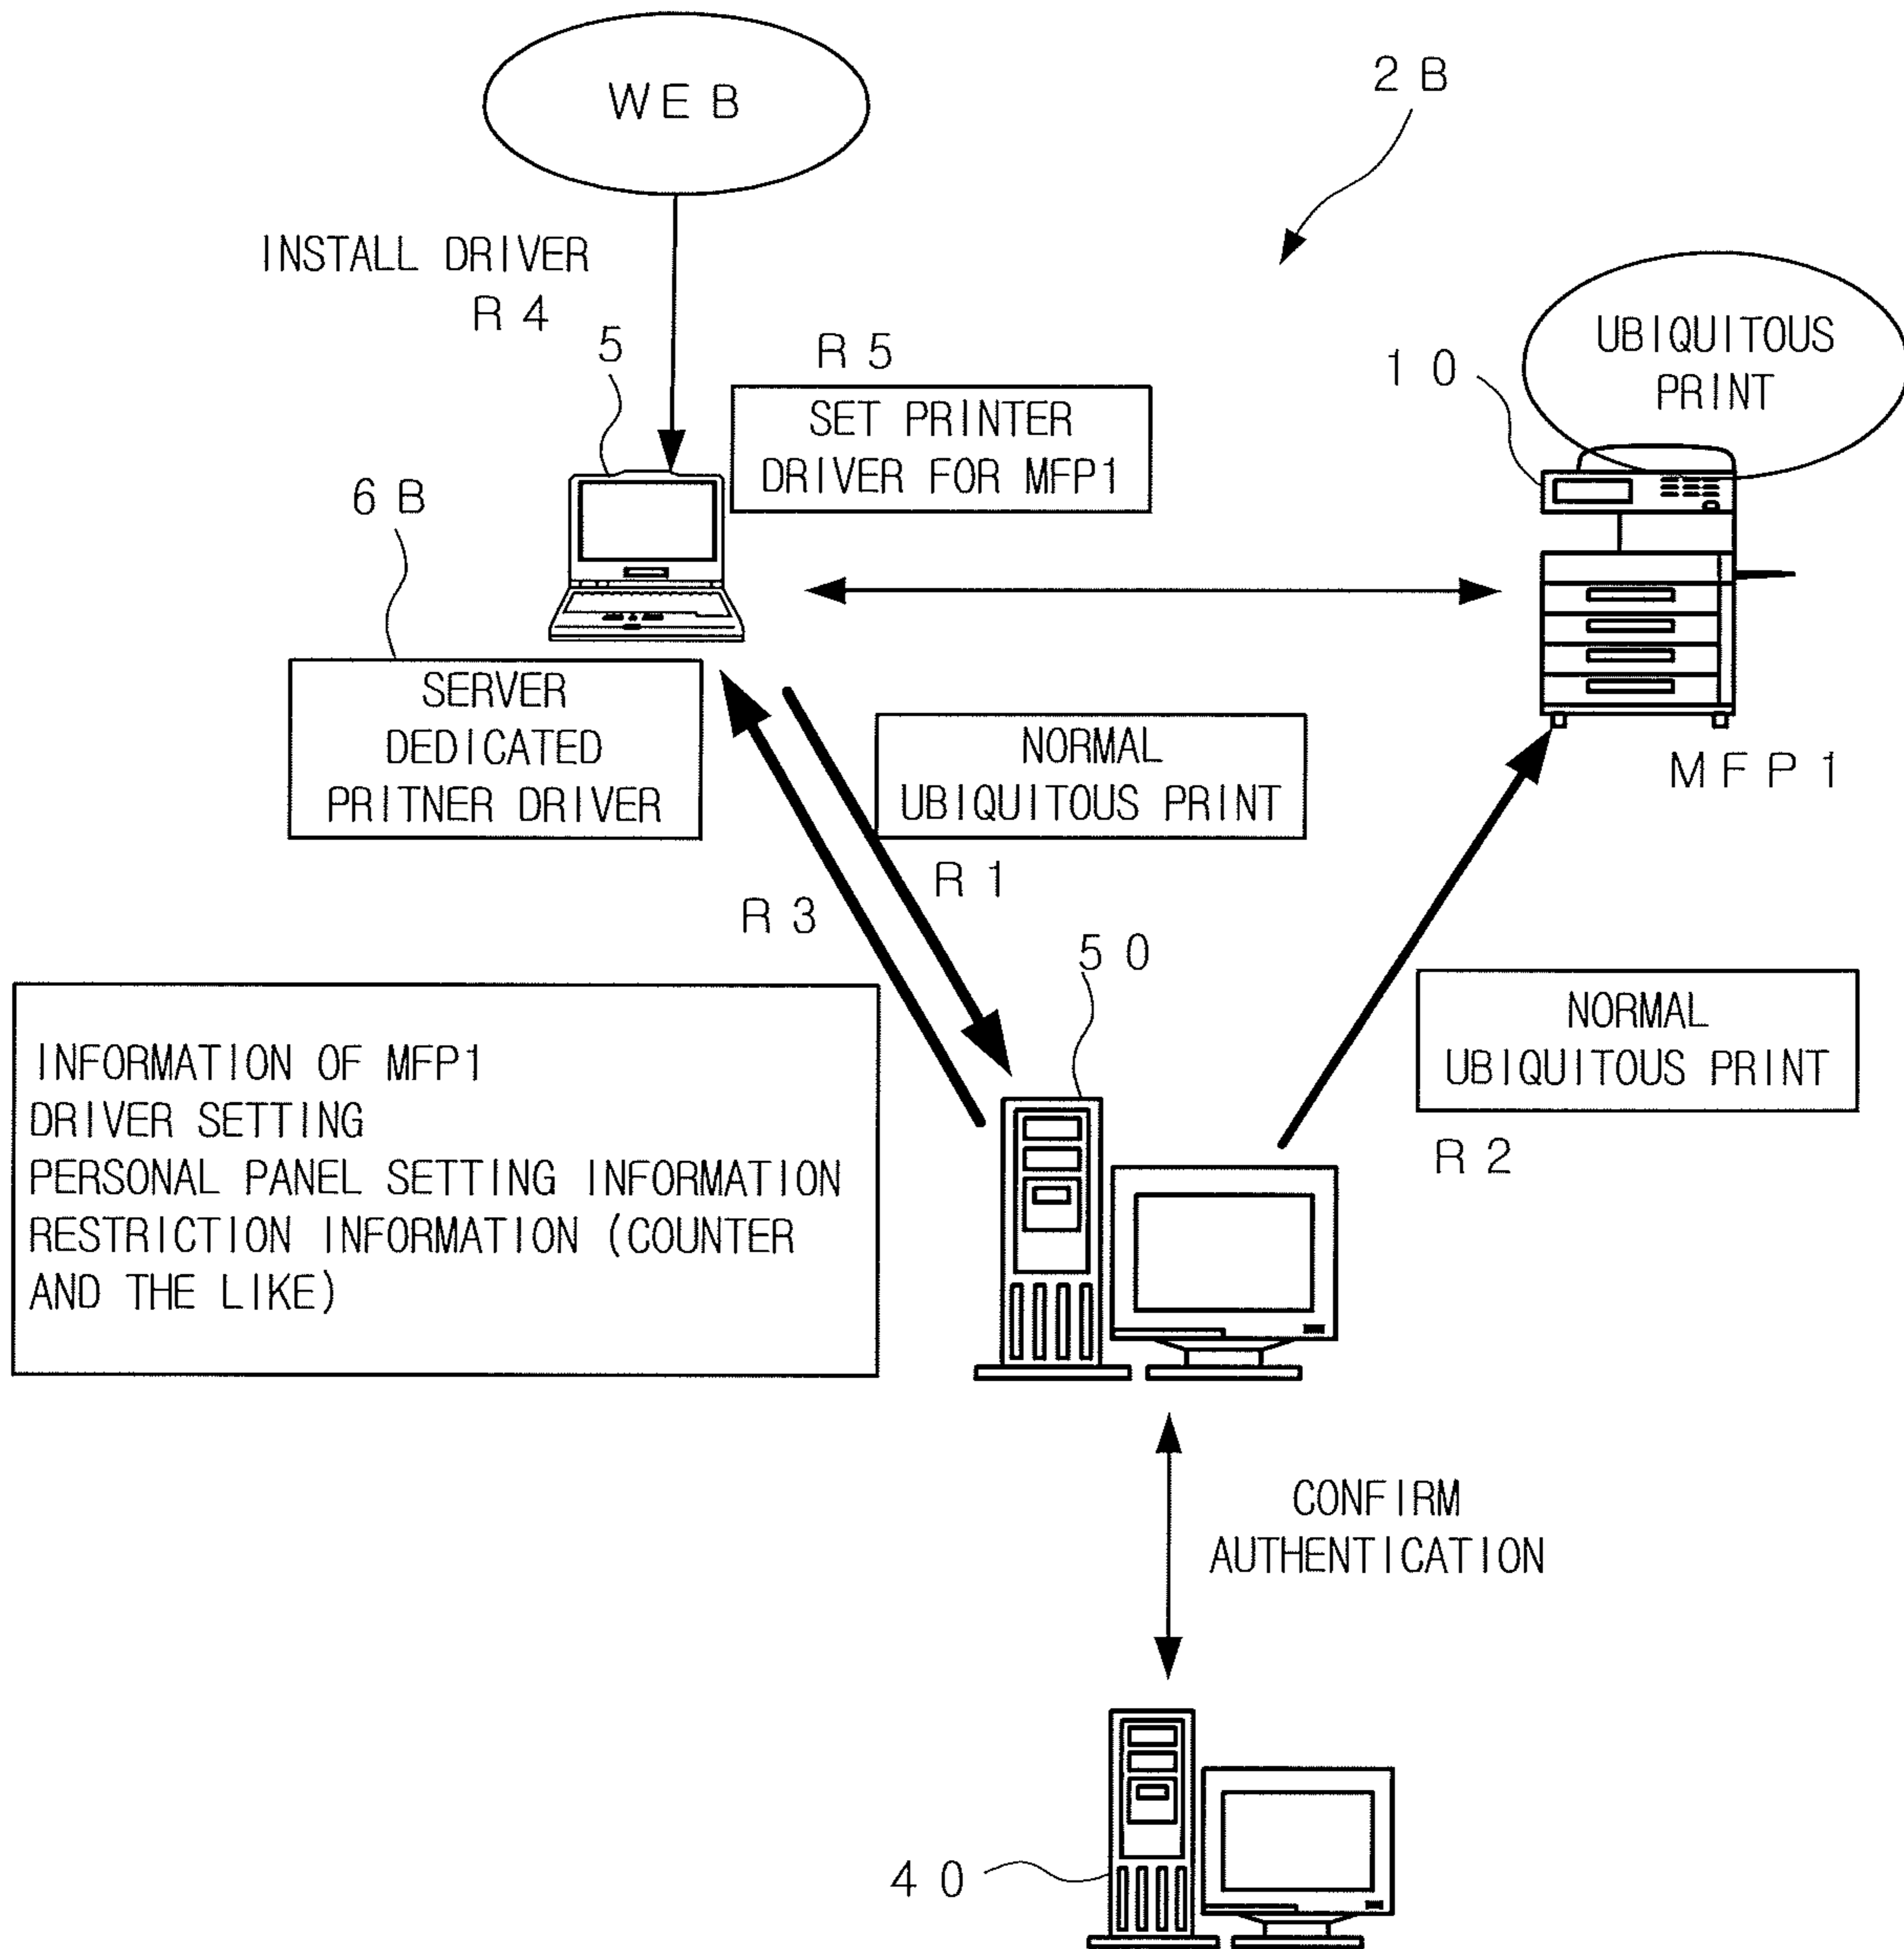 WEB
2B
INSTALL DRIVER
R4
5
R5
SET PRINTER
DRIVER FOR MFP1
10
UBIQUITOUS
PRINT
6B
SERVER
DEDICATED
PRITNER DRIVER
NORMAL
UBIQUITOUS PRINT
MFP1
R1
R3
50
INFORMATION OF MFP1
DRIVER SETTING
PERSONAL PANEL SETTING INFORMATION
RESTRICTION INFORMATION (COUNTER
AND THE LIKE)
NORMAL
UBIQUITOUS PRINT
R2
CONFIRM
AUTHENTICATION
40